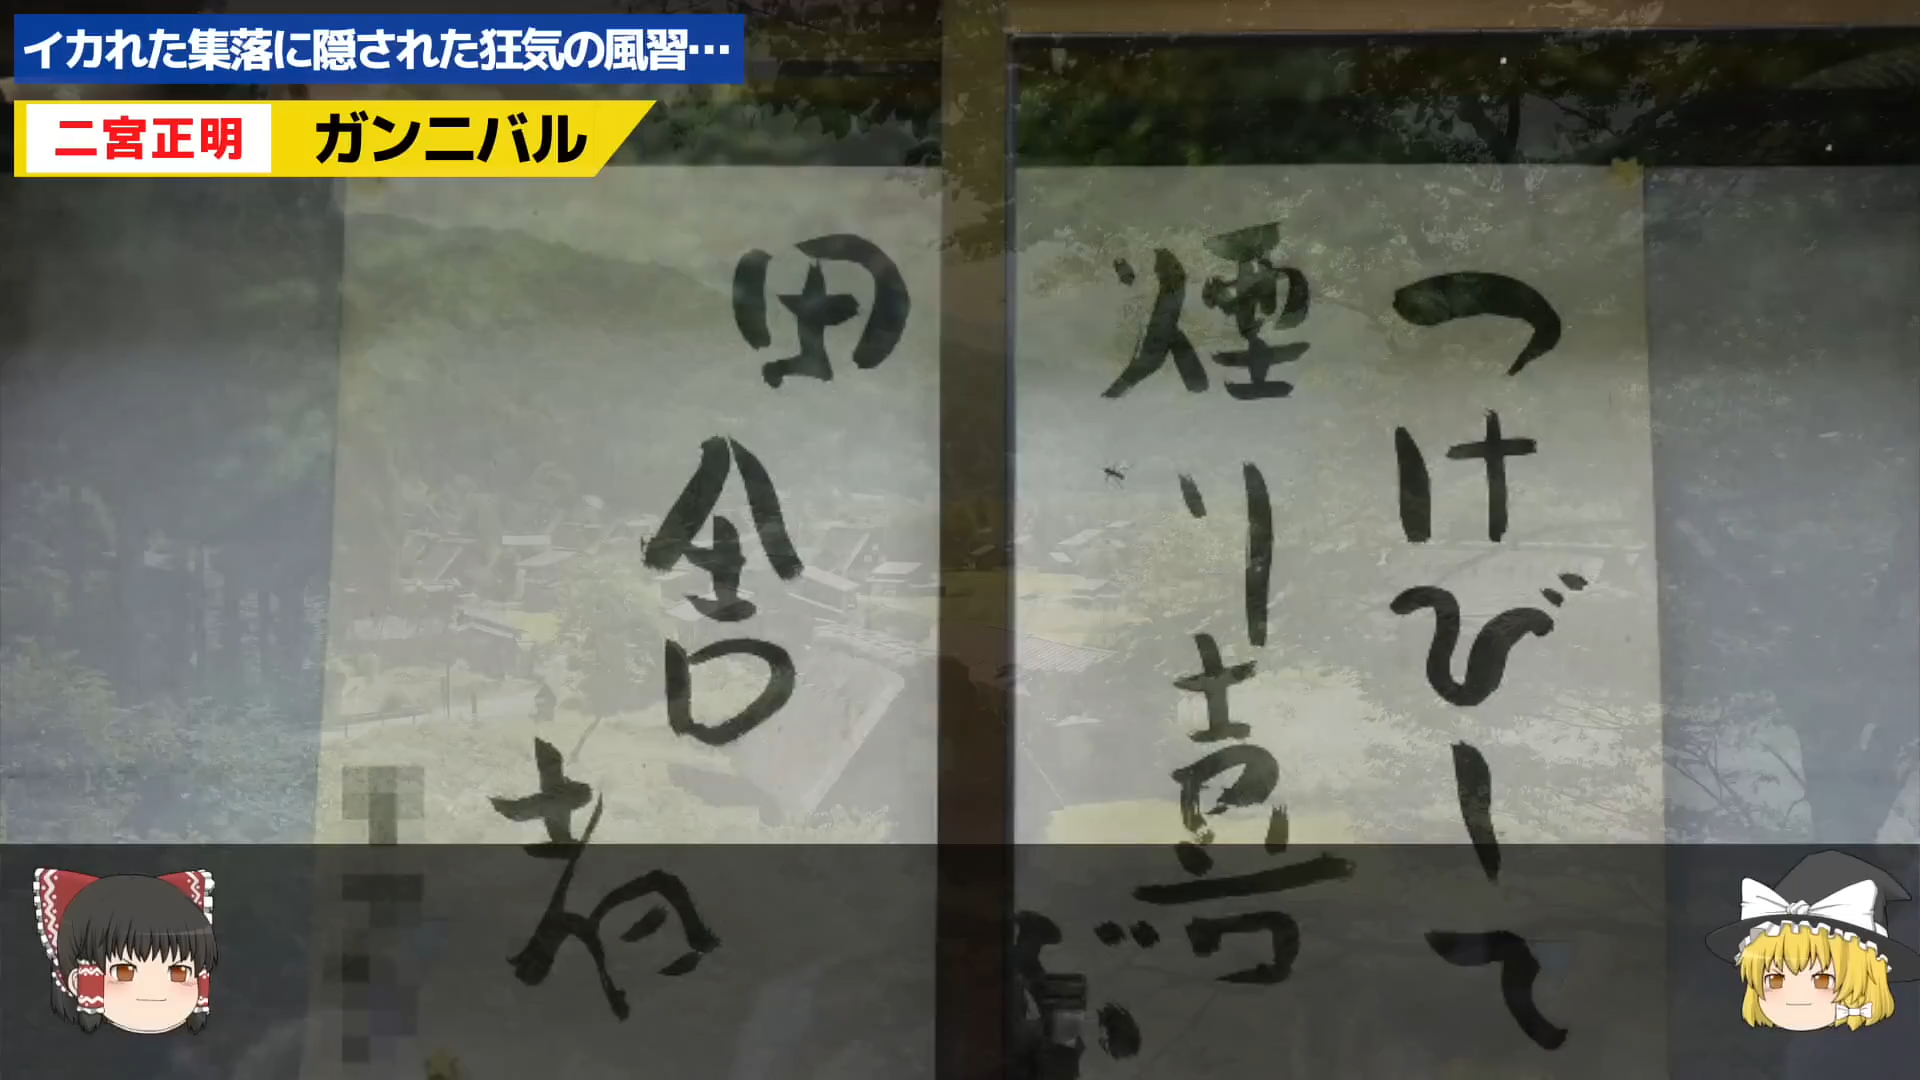 イカれた集落に隠された狂気の風習…
二宮正明 ガンニバル
つけびして
煙り喜ぶ
田舎者